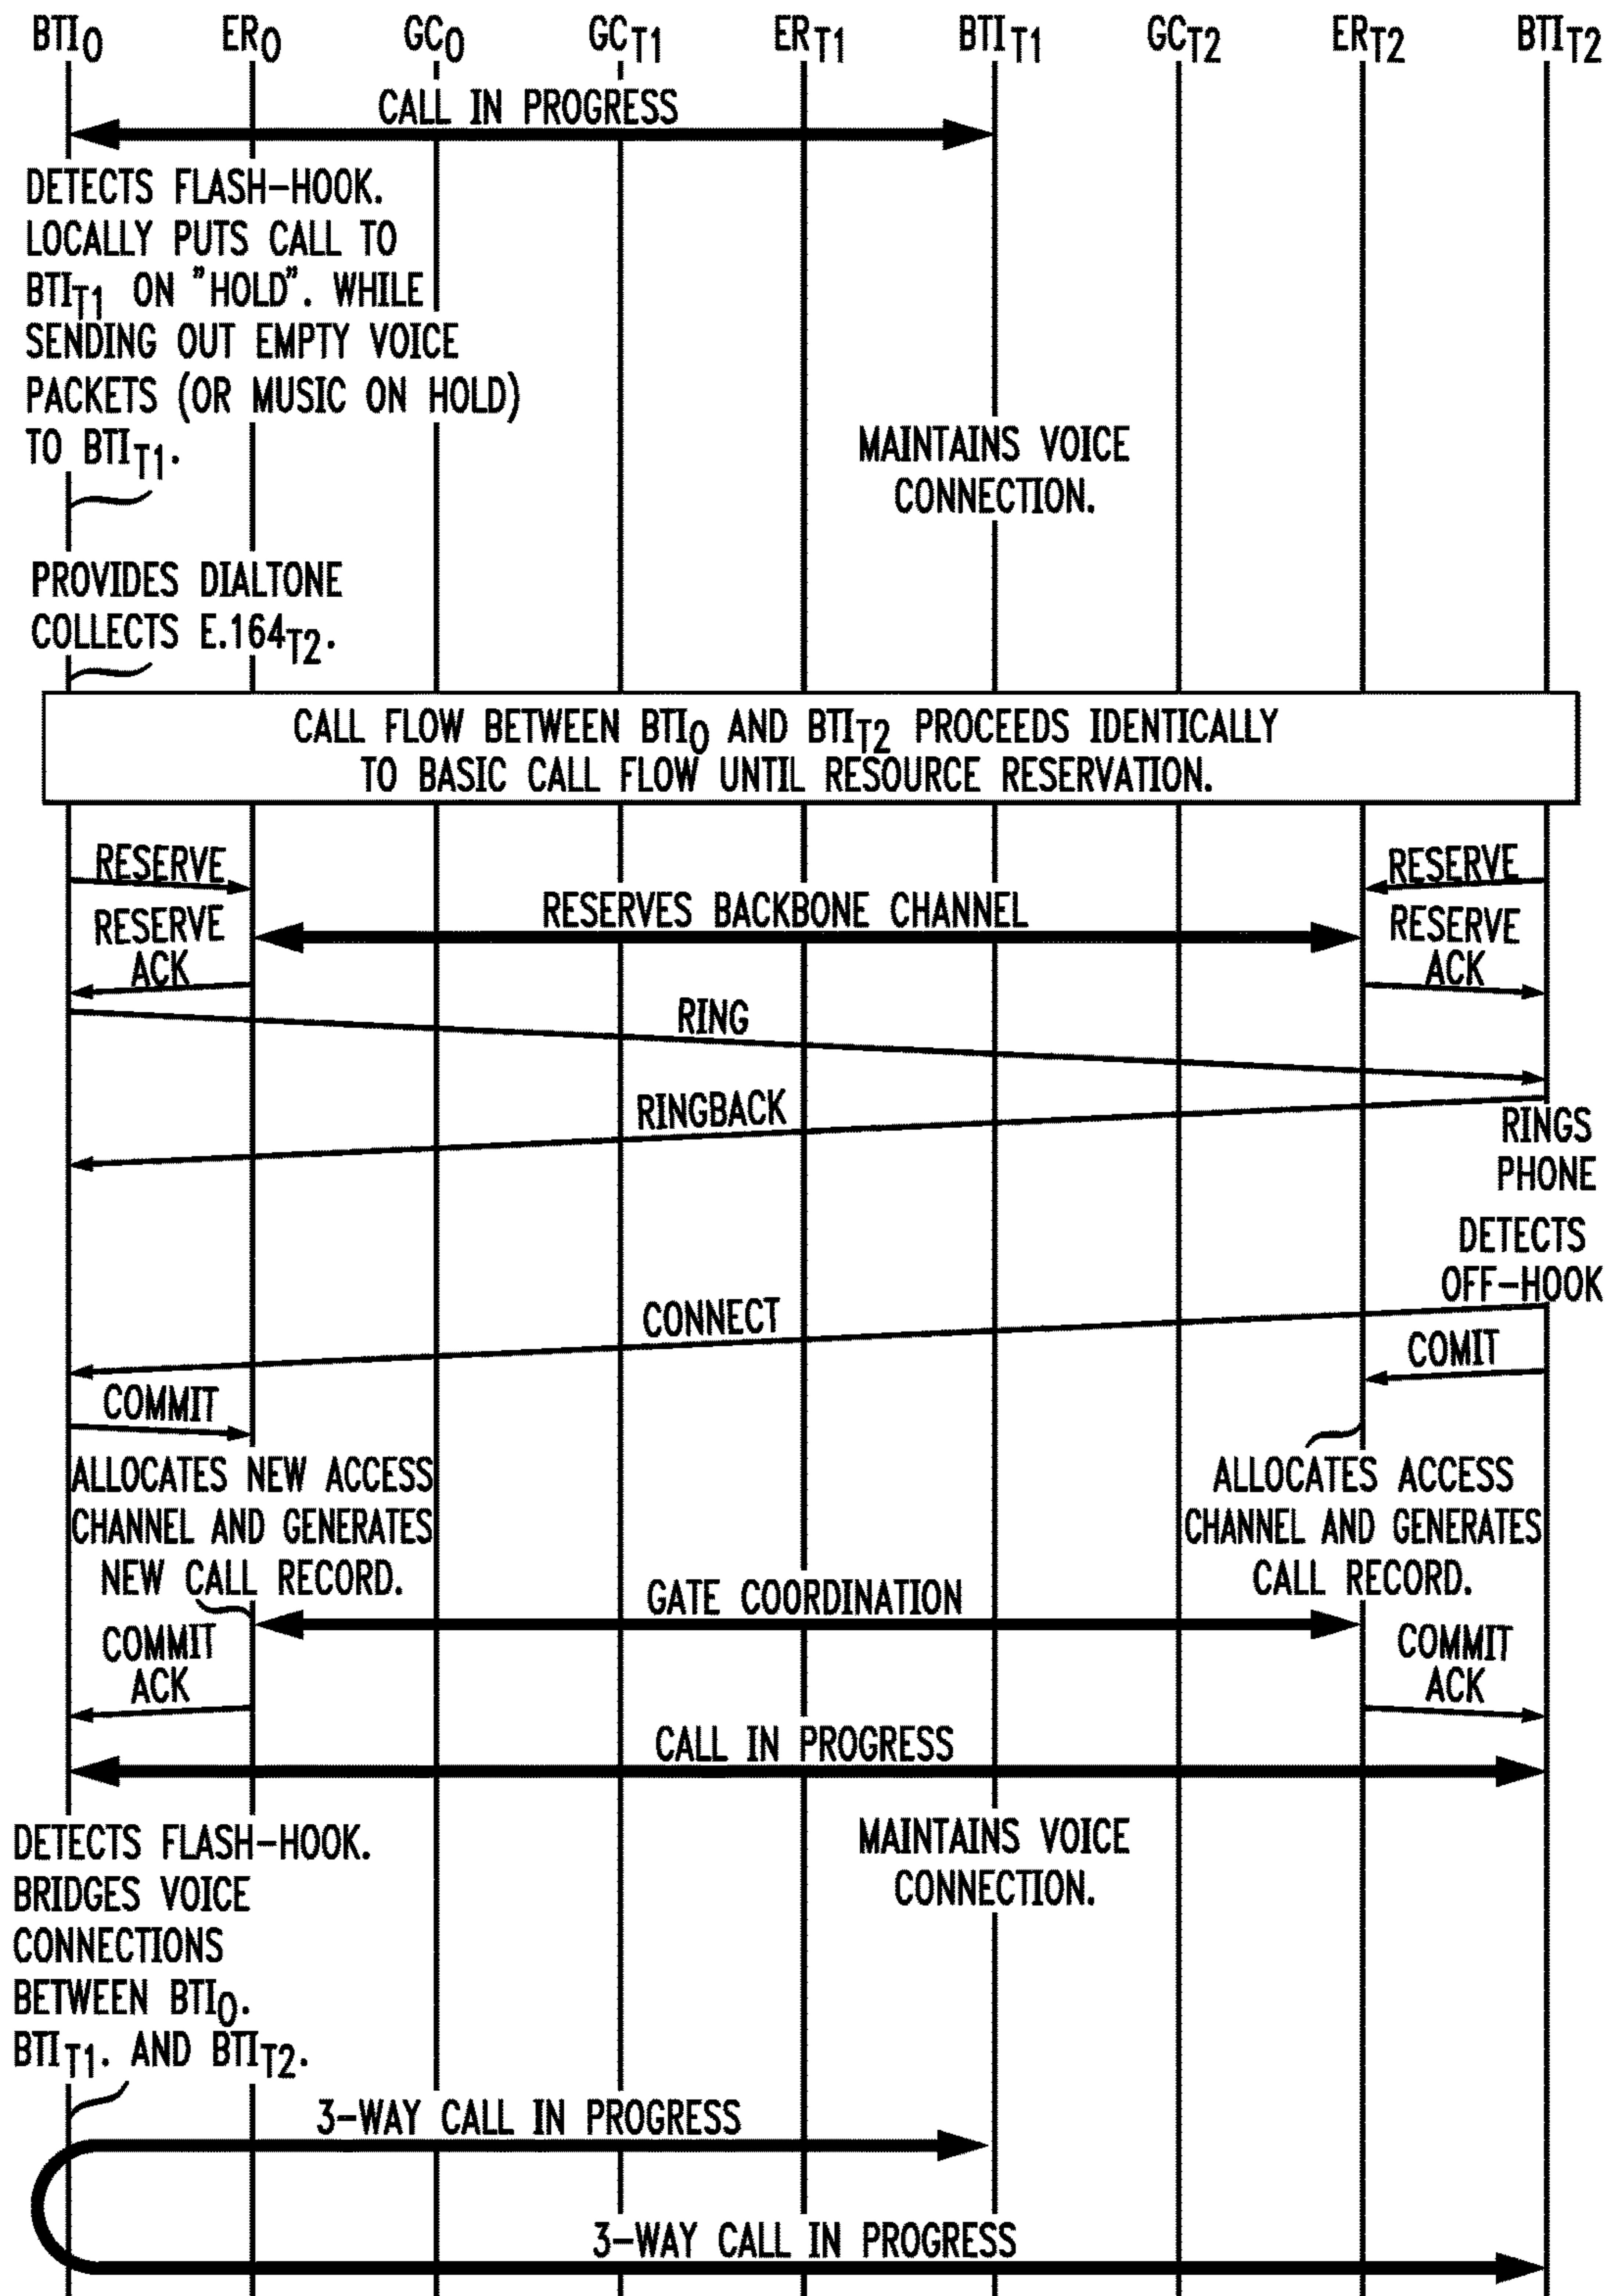 BTIO ERO GCO GCT1 ERT1 BTIT1 GCT2 ERT2 BTIT2
CALL IN PROGRESS
DETECTS FLASH-HOOK.
LOCALLY PUTS CALL TO
BTIT1 ON "HOLD". WHILE
SENDING OUT EMPTY VOICE
PACKETS (OR MUSIC ON HOLD)
TO BTIT1.
MAINTAINS VOICE
CONNECTION.
PROVIDES DIALTONE
COLLECTS E.164T2.
CALL FLOW BETWEEN BTIO AND BTIT2 PROCEEDS IDENTICALLY
TO BASIC CALL FLOW UNTIL RESOURCE RESERVATION.
RESERVE
RESERVE
RESERVES BACKBONE CHANNEL
RESERVE
ACK
RESERVE
ACK
RING
RINGBACK
RINGS
PHONE
DETECTS
OFF-HOOK
CONNECT
COMIT
COMMIT
ALLOCATES NEW ACCESS
CHANNEL AND GENERATES
NEW CALL RECORD.
ALLOCATES ACCESS
CHANNEL AND GENERATES
CALL RECORD.
GATE COORDINATION
COMMIT
ACK
COMMIT
ACK
CALL IN PROGRESS
DETECTS FLASH-HOOK.
BRIDGES VOICE
CONNECTIONS
BETWEEN BTIO.
BTIT1. AND BTIT2.
MAINTAINS VOICE
CONNECTION.
3-WAY CALL IN PROGRESS
3-WAY CALL IN PROGRESS